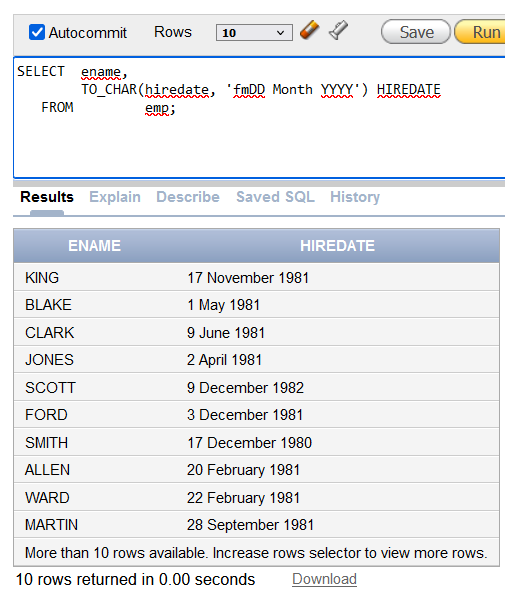 Autocommit Rows 10 Save Run
SELECT ename,
TO_CHAR(hiredate, 'fmDD Month YYYY') HIREDATE
FROM emp;
Results Explain Describe Saved SQL History
ENAME HIREDATE
KING 17 November 1981
BLAKE 1 May 1981
CLARK 9 June 1981
JONES 2 April 1981
SCOTT 9 December 1982
FORD 3 December 1981
SMITH 17 December 1980
ALLEN 20 February 1981
WARD 22 February 1981
MARTIN 28 September 1981
More than 10 rows available. Increase rows selector to view more rows.
10 rows returned in 0.00 seconds Download